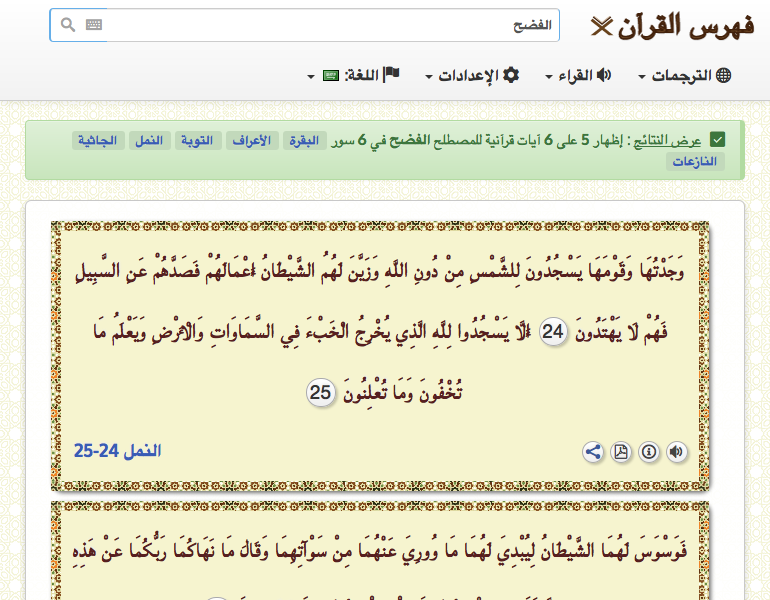 فهرس القرآن
الفضح
الترجمات القراء الإعدادات اللغة:
عرض النتائج : إظهار 5 على 6 آيات قرآنية للمصطلح الفضح في 6 سور البقرة الأعراف التوبة النمل الجاثية
النازعات
وَجَدْتُهَا وَقَوْمَهَا يَسْجُدُونَ لِلشَّمْسِ مِنْ دُونِ اللَّهِ وَزَيَّنَ لَهُمُ الشَّيْطَانُ أَعْمَالَهُمْ فَصَدَّهُمْ عَنِ السَّبِيلِ
فَهُمْ لَا يَهْتَدُونَ 24 أَلَّا يَسْجُدُوا لِلَّهِ الَّذِي يُخْرِجُ الْخَبْءَ فِي السَّمَاوَاتِ وَالْأَرْضِ وَيَعْلَمُ مَا
تُخْفُونَ وَمَا تُعْلِنُونَ 25
النمل 24-25
فَوَسْوَسَ لَهُمَا الشَّيْطَانُ لِيُبْدِيَ لَهُمَا مَا وُورِيَ عَنْهُمَا مِنْ سَوْآتِهِمَا وَقَالَ مَا نَهَاكُمَا رَبُّكُمَا عَنْ هَذِهِ